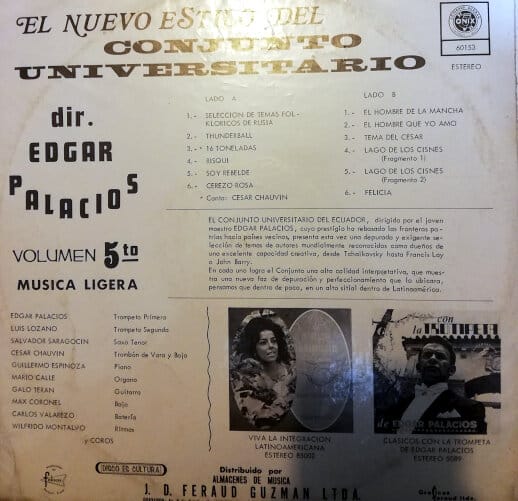 EL NUEVO ESTILO DEL
CONJUNTO
UNIVERSITARIO
ONIX
60153
ESTEREO
dir.
EDGAR
PALACIOS
VOLUMEN 5to
MUSICA LIGERA
LADO A
1.- SELECCION DE TEMAS FOL-
KLORICOS DE RUSIA
2.- THUNDERBALL
3.- * 16 TONELADAS
4.- RISQUI
5.- SOY REBELDE
6.- CEREZO ROSA
* Canta: CESAR CHAUVIN
LADO B
1.- EL HOMBRE DE LA MANCHA
2.- EL HOMBRE QUE YO AMO
3.- TEMA DEL CESAR
4.- LAGO DE LOS CISNES
(Fragmento 1)
5.- LAGO DE LOS CISNES
(Fragmento 2)
6.- FELICIA
EL CONJUNTO UNIVERSITARIO DEL ECUADOR, dirigido por el joven
maestro EDGAR PALACIOS, cuyo prestigio ha rebasado las fronteras pa-
trias hacia países vecinos, presenta esta vez una depurada y exigente se-
lección de temas de autores mundialmente reconocidos como dueños de
una excelente capacidad creativa, desde Tchaikovsky hasta Francis Lay
o John Barry.
En cada uno logra el Conjunto una alta calidad interpretativa, que mues-
tra una nueva faz de depuración y perfeccionamiento que lo ubicara,
pensamos que dentro de poco, en un alto sitial dentro de Latinoamérica.
EDGAR PALACIOS Trompeta Primera
LUIS LOZANO Trompeta Segunda
SALVADOR SARAGOCIN Saxo Tenor
CESAR CHAUVIN Trombón de Vara y Bajo
GUILLERMO ESPINOZA Piano
MARIO CALLE Organo
GALO TERAN Guitarra
MAX CORONES Bajo
CARLOS VALAREZO Batería
WILFRIDO MONTALVO Ritmos
y COROS
VIVA LA INTEGRACION
LATINOAMERICANA
ESTEREO 85002
con
la TROMPETA
de EDGAR PALACIOS
CLASICOS CON LA TROMPETA
DE EDGAR PALACIOS
ESTEREO 5089
(DISCO ES CULTURA)
Distribuido por
ALMACENES DE MUSICA
J. D. FERAUD GUZMAN LTDA.
Gráficas
Feraud ltda.